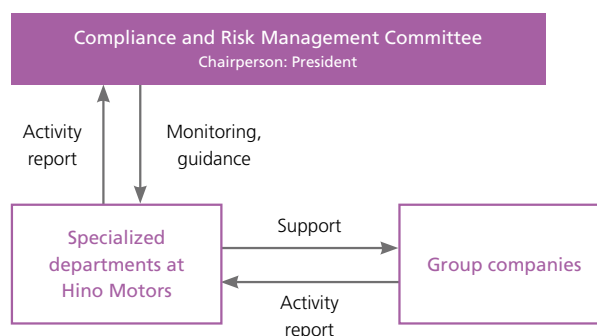 Compliance and Risk Management Committee
Chairperson: President
Activity
report
Monitoring,
guidance
Specialized
departments at
Hino Motors
Support
Group companies
Activity
report